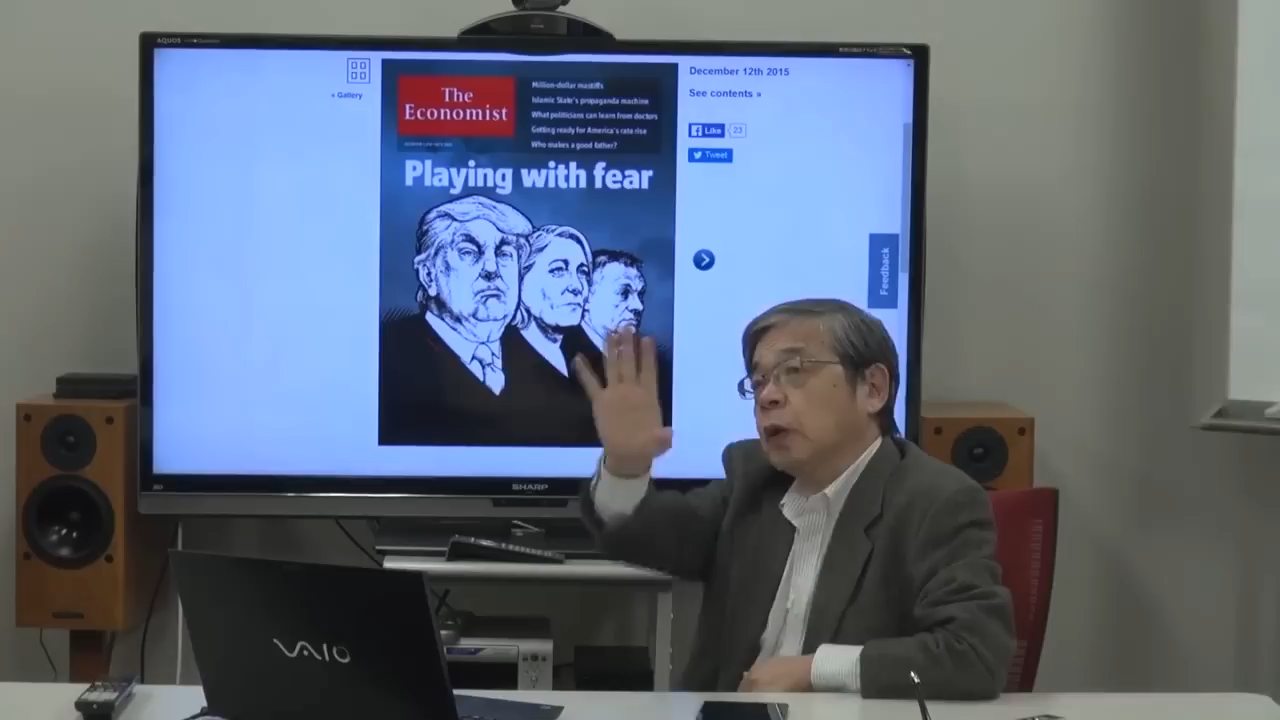 AQUOS
« Gallery
The
Economist
Million-dollar mastiffs
Islamic State's propaganda machine
What politicians can learn from doctors
Getting ready for America's rate rise
Who makes a good father?
Playing with fear
December 12th 2015
See contents »
Like
23
Tweet
Feedback
SHARP
VAIO